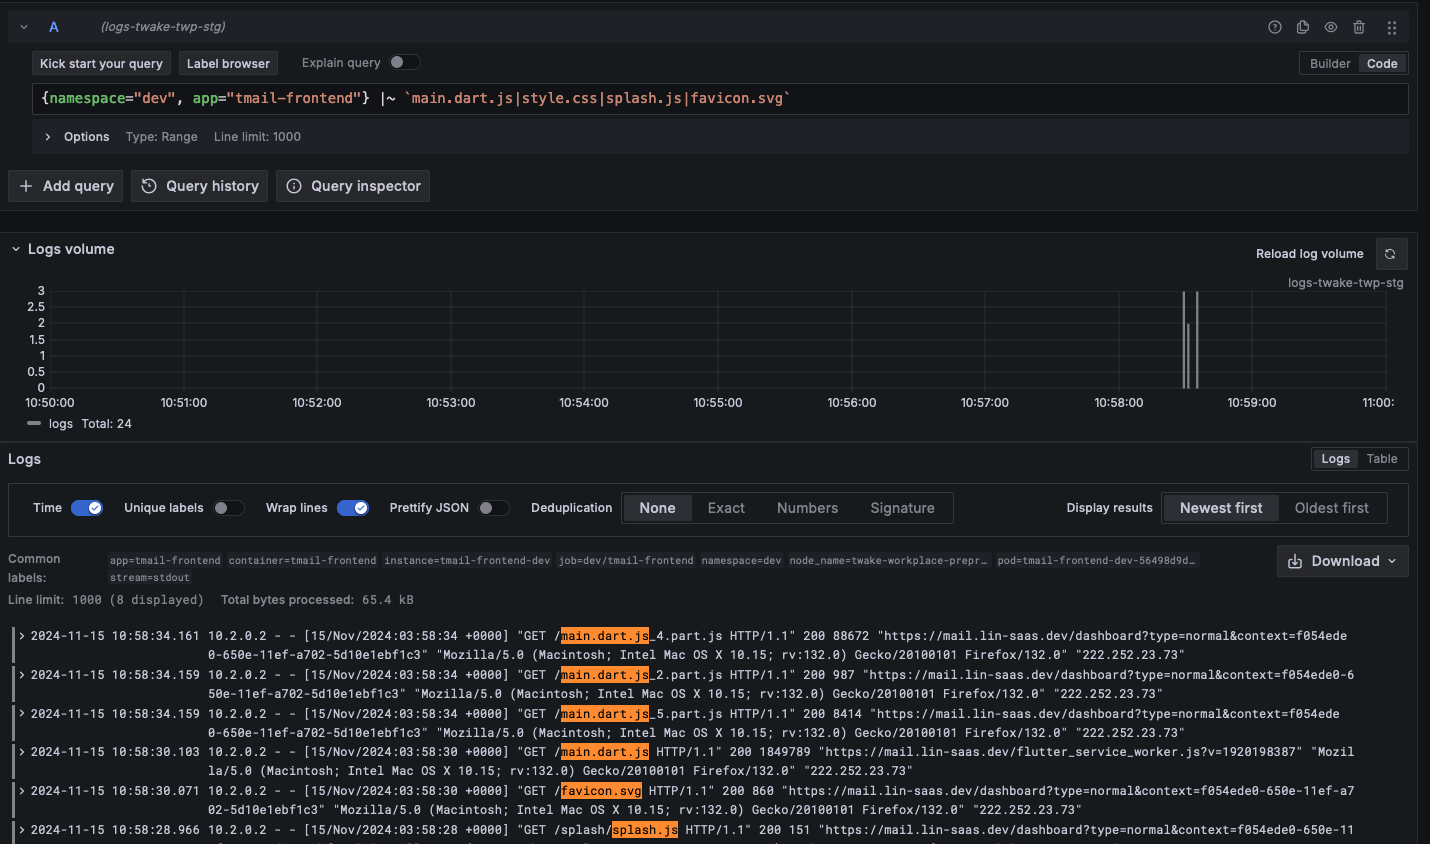 A (logs-twake-twp-stg)
Kick start your query Label browser Explain query Builder Code
{namespace="dev", app="tmail-frontend"} |~ `main.dart.js|style.css|splash.js|favicon.svg`
Options Type: Range Line limit: 1000
+ Add query Query history Query inspector
Logs volume
Reload log volume
logs-twake-twp-stg
3
2.5
2
1.5
1
0.5
0
10:50:00 10:51:00 10:52:00 10:53:00 10:54:00 10:55:00 10:56:00 10:57:00 10:58:00 10:59:00 11:00:
logs Total: 24
Logs Logs Table
Time Unique labels Wrap lines Prettify JSON Deduplication None Exact Numbers Signature Display results Newest first Oldest first
Common labels: app=tmail-frontend container=tmail-frontend instance=tmail-frontend-dev job=dev/tmail-frontend namespace=dev node_name=twake-workplace-prepr… pod=tmail-frontend-dev-56498d9d…
stream=stdout
Download
Line limit: 1000 (8 displayed) Total bytes processed: 65.4 kB
2024-11-15 10:58:34.161 10.2.0.2 - - [15/Nov/2024:03:58:34 +0000] "GET /main.dart.js_4.part.js HTTP/1.1" 200 88672 "https://mail.lin-saas.dev/dashboard?type=normal&context=f054ede
0-650e-11ef-a702-5d10e1ebf1c3" "Mozilla/5.0 (Macintosh; Intel Mac OS X 10.15; rv:132.0) Gecko/20100101 Firefox/132.0" "222.252.23.73"
2024-11-15 10:58:34.159 10.2.0.2 - - [15/Nov/2024:03:58:34 +0000] "GET /main.dart.js_2.part.js HTTP/1.1" 200 987 "https://mail.lin-saas.dev/dashboard?type=normal&context=f054ede0-6
50e-11ef-a702-5d10e1ebf1c3" "Mozilla/5.0 (Macintosh; Intel Mac OS X 10.15; rv:132.0) Gecko/20100101 Firefox/132.0" "222.252.23.73"
2024-11-15 10:58:34.159 10.2.0.2 - - [15/Nov/2024:03:58:34 +0000] "GET /main.dart.js_5.part.js HTTP/1.1" 200 8414 "https://mail.lin-saas.dev/dashboard?type=normal&context=f054ede
0-650e-11ef-a702-5d10e1ebf1c3" "Mozilla/5.0 (Macintosh; Intel Mac OS X 10.15; rv:132.0) Gecko/20100101 Firefox/132.0" "222.252.23.73"
2024-11-15 10:58:30.103 10.2.0.2 - - [15/Nov/2024:03:58:30 +0000] "GET /main.dart.js HTTP/1.1" 200 1849789 "https://mail.lin-saas.dev/flutter_service_worker.js?v=1920198387" "Mozil
la/5.0 (Macintosh; Intel Mac OS X 10.15; rv:132.0) Gecko/20100101 Firefox/132.0" "222.252.23.73"
2024-11-15 10:58:30.071 10.2.0.2 - - [15/Nov/2024:03:58:30 +0000] "GET /favicon.svg HTTP/1.1" 200 860 "https://mail.lin-saas.dev/dashboard?type=normal&context=f054ede0-650e-11ef-a7
02-5d10e1ebf1c3" "Mozilla/5.0 (Macintosh; Intel Mac OS X 10.15; rv:132.0) Gecko/20100101 Firefox/132.0" "222.252.23.73"
2024-11-15 10:58:28.966 10.2.0.2 - - [15/Nov/2024:03:58:28 +0000] "GET /splash/splash.js HTTP/1.1" 200 151 "https://mail.lin-saas.dev/dashboard?type=normal&context=f054ede0-650e-11